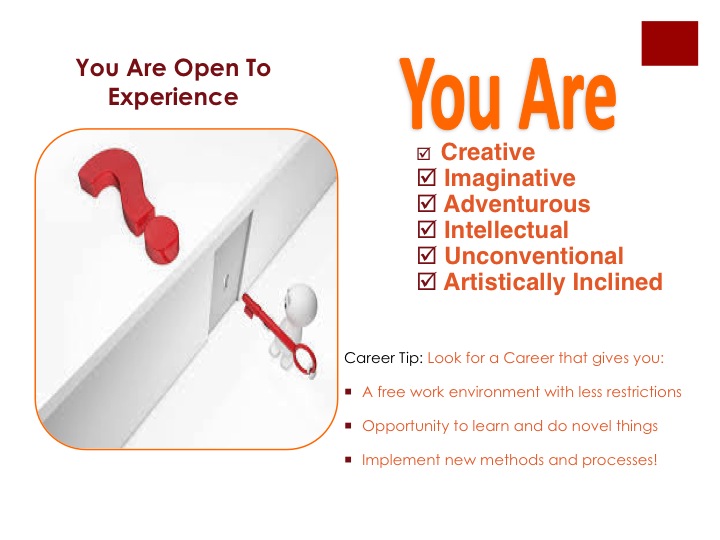 You Are Open To
Experience
You Are
☑ Creative
☑ Imaginative
☑ Adventurous
☑ Intellectual
☑ Unconventional
☑ Artistically Inclined
Career Tip: Look for a Career that gives you:
▪ A free work environment with less restrictions
▪ Opportunity to learn and do novel things
▪ Implement new methods and processes!